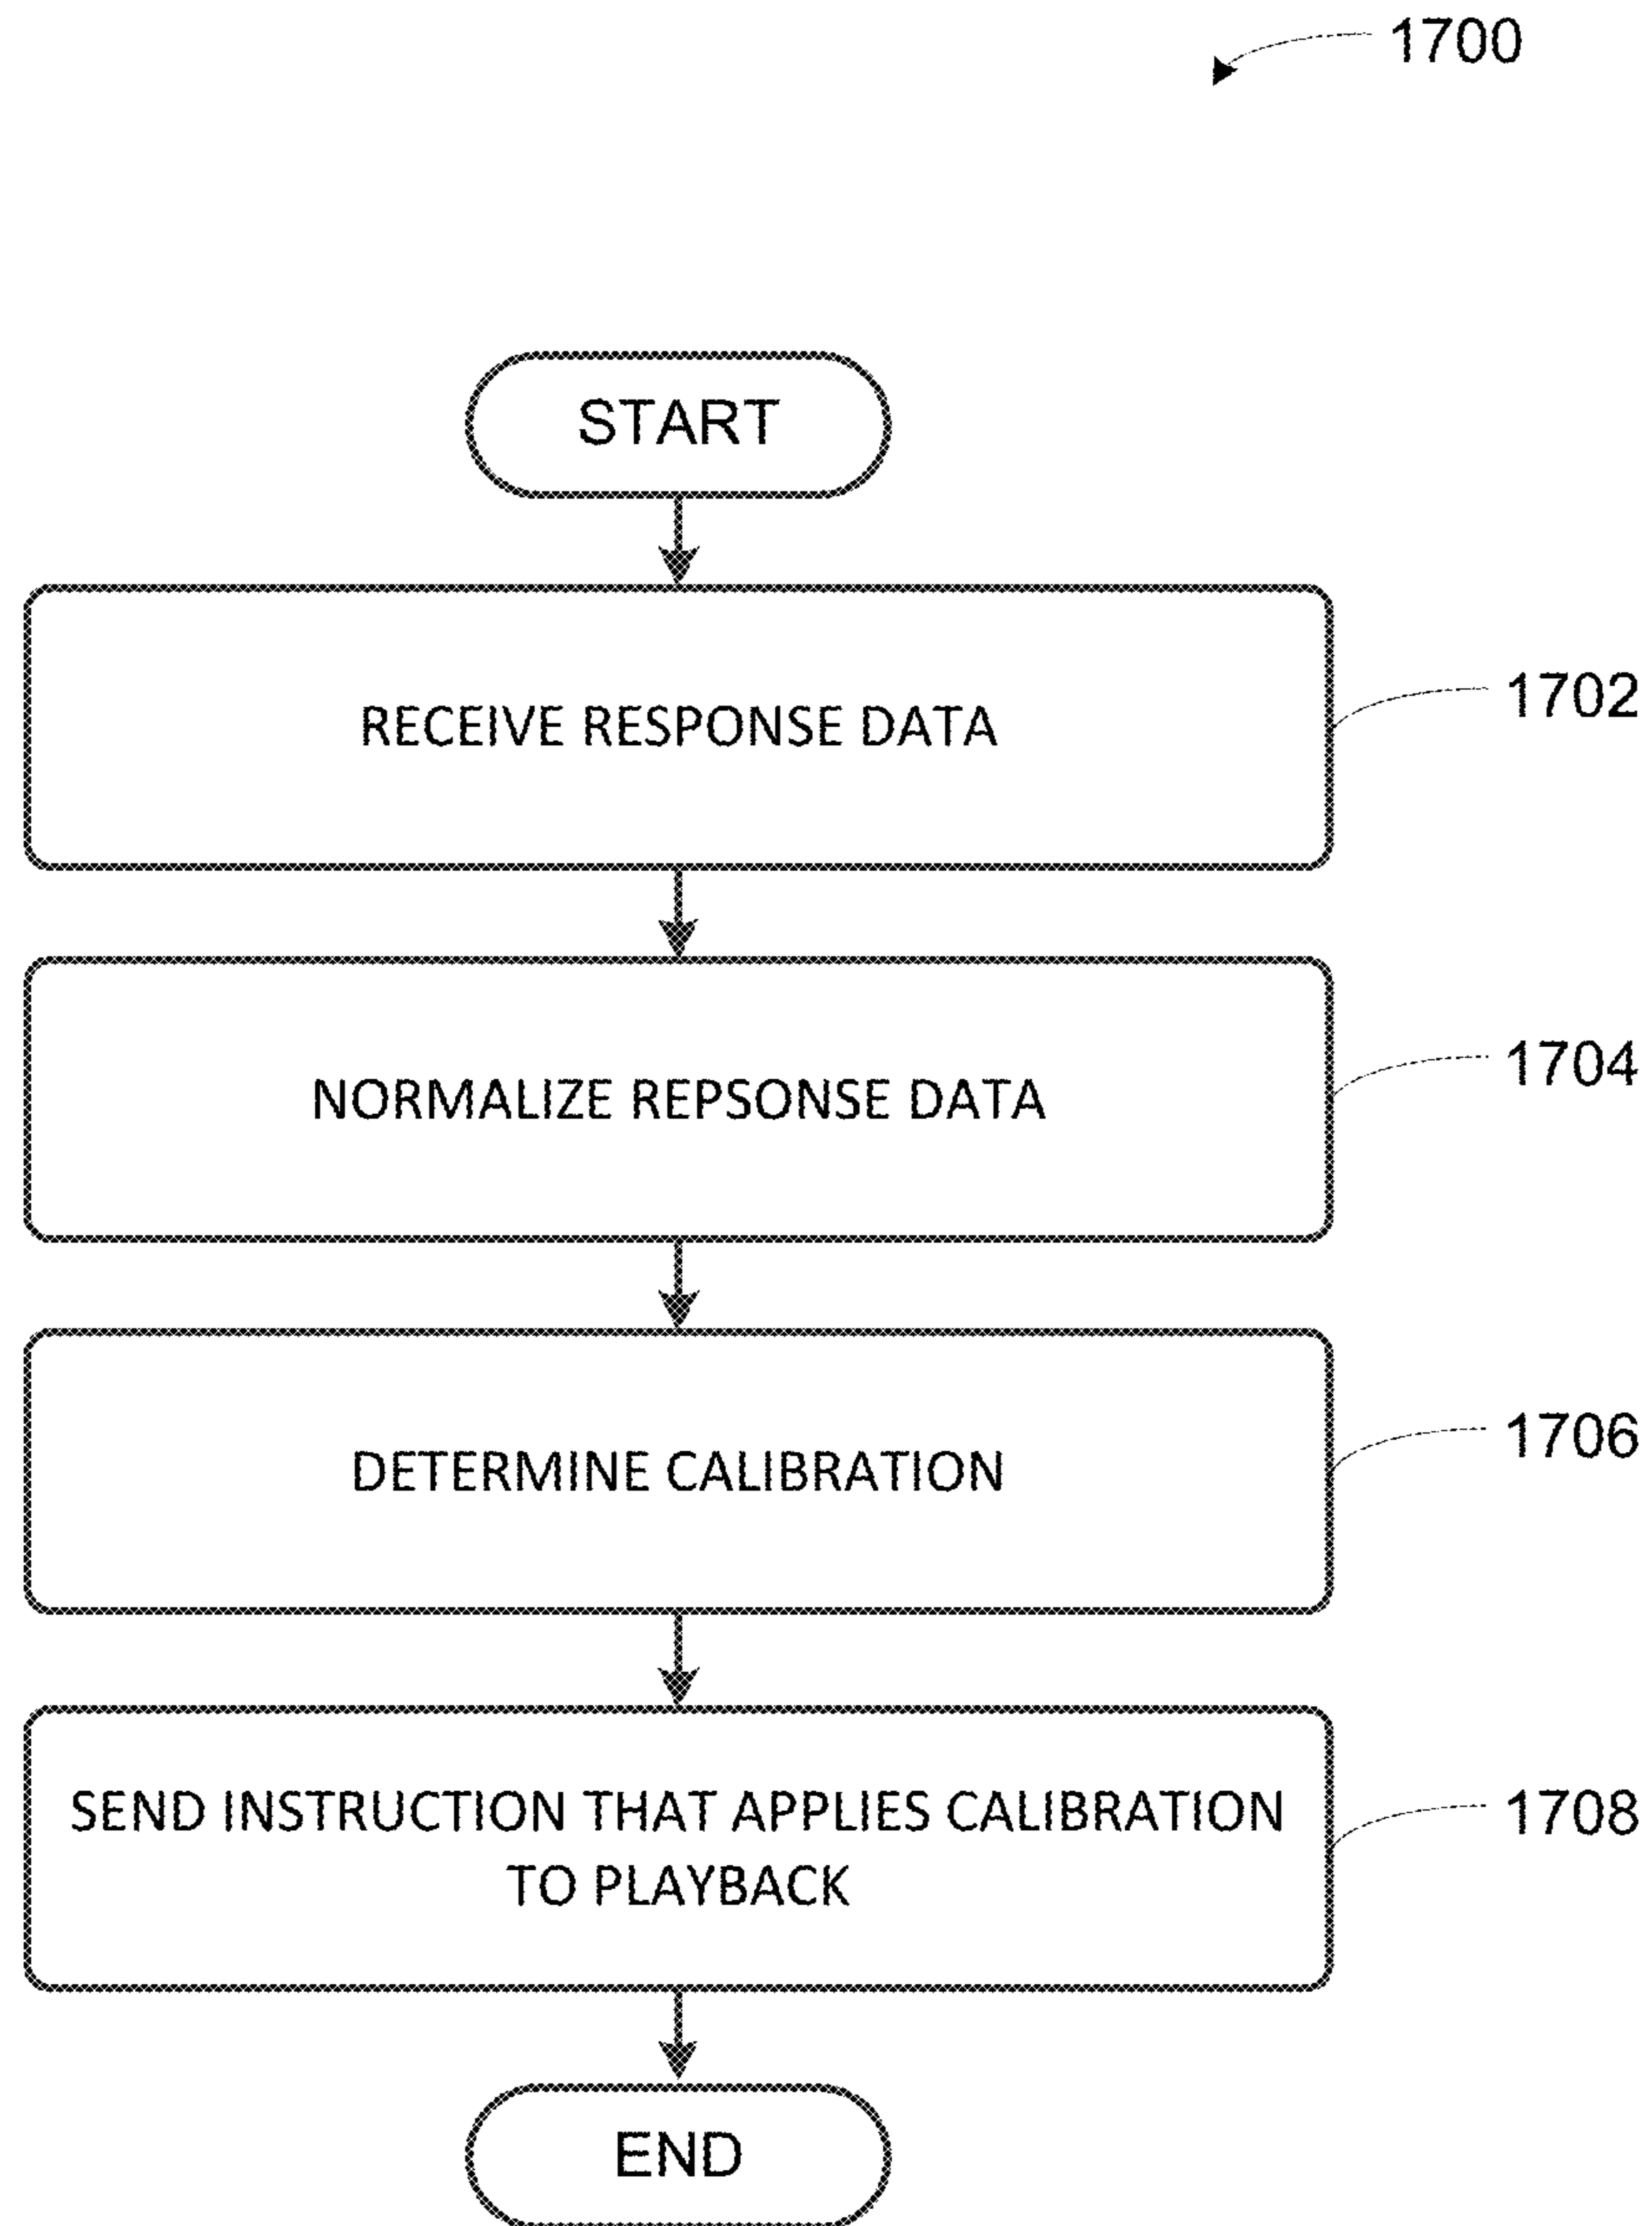 1700
START
RECEIVE RESPONSE DATA
1702
NORMALIZE REPSONSE DATA
1704
DETERMINE CALIBRATION
1706
SEND INSTRUCTION THAT APPLIES CALIBRATION
TO PLAYBACK
1708
END